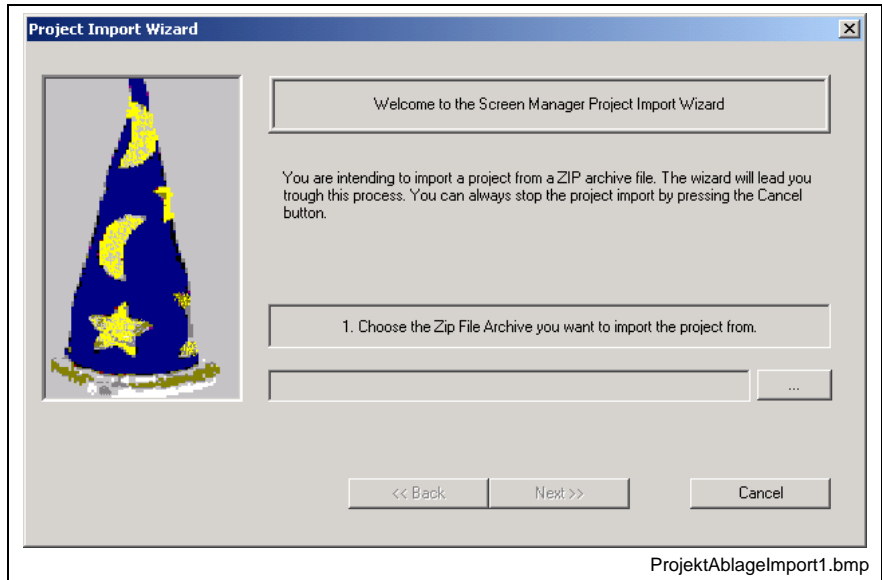 Project Import Wizard
Welcome to the Screen Manager Project Import Wizard
You are intending to import a project from a ZIP archive file. The wizard will lead you
trough this process. You can always stop the project import by pressing the Cancel
button.
1. Choose the Zip File Archive you want to import the project from.
...
<< Back
Next >>
Cancel
ProjektAblageImport1.bmp